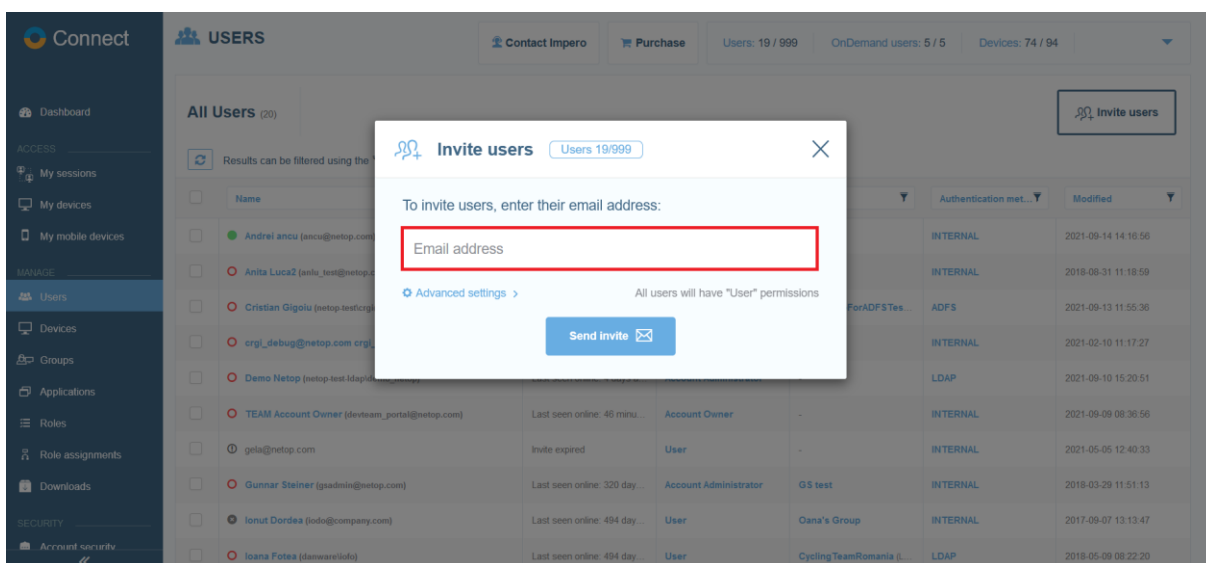 Connect
USERS
Contact Impero
Purchase
Users: 19 / 999
OnDemand users: 5 / 5
Devices: 74 / 94
Dashboard
ACCESS
My sessions
My devices
My mobile devices
MANAGE
Users
Devices
Groups
Applications
Roles
Role assignments
Downloads
SECURITY
Account security
All Users (20)
Invite users
Results can be filtered using the
Name
Authentication met...
Modified
Andrei ancu (ancu@netop.com
INTERNAL
2021-09-14 14:16:56
Anita Luca2
INTERNAL
2018-08-31 11:18:59
Cristian Gigoiu
ForADFSTes...
ADFS
2021-09-13 11:55:36
crgi_debug@netop.com crgi_
INTERNAL
2021-02-10 11:17:27
Demo Netop
LDAP
2021-09-10 15:20:51
TEAM Account Owner (devteam_portal@netop.com)
Last seen online: 46 minu...
Account Owner
-
INTERNAL
2021-09-09 08:36:56
gela@netop.com
Invite expired
User
-
INTERNAL
2021-05-05 12:40:33
Gunnar Steiner (gsadmin@netop.com)
Last seen online: 320 day...
Account Administrator
GS test
INTERNAL
2018-03-29 11:51:13
Ionut Dordea (iodo@company.com)
Last seen online: 494 day...
User
Oana's Group
INTERNAL
2017-09-07 13:13:47
Ioana Fotea (danware\iofo)
Last seen online: 494 day...
User
CyclingTeamRomania (L...
LDAP
2018-05-09 08:22:20
Invite users
Users 19/999
To invite users, enter their email address:
Email address
Advanced settings >
All users will have "User" permissions
Send invite